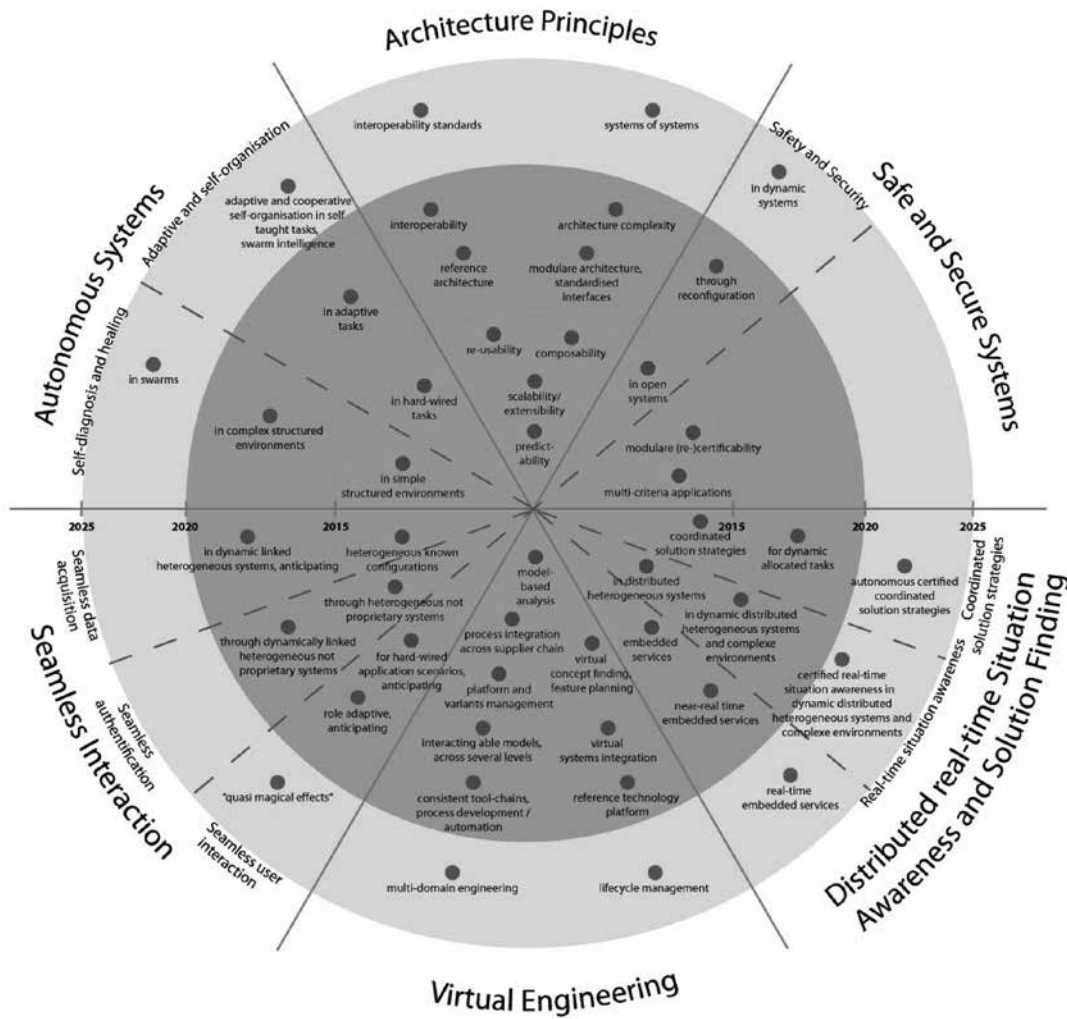 Architecture Principles
interoperability standards
systems of systems
Safety and Security
in dynamic
systems
Safe and Secure Systems
Adaptive and self-organisation
adaptive and cooperative
self-organisation in self
taught tasks,
swarm intelligence
Autonomous Systems
interoperability
architecture complexity
reference
architecture
modulare architecture,
standardised
interfaces
through
reconfiguration
in adaptive
tasks
Self-diagnosis and healing
in swarms
re-usability
composability
in hard-wired
tasks
scalability/
extensibility
in open
systems
in complex structured
environments
predict-
ability
modulare (re-)certificability
in simple
structured environments
multi-criteria applications
2025
2020
2015
2015
2020
2025
Seamless data
acquisition
in dynamic linked
heterogeneous systems, anticipating
heterogeneous known
configurations
model-
based analysis
coordinated
solution strategies
for dynamic
allocated tasks
autonomous certified
coordinated
solution strategies
Coordinated
solution strategies
in distributed
heterogeneous systems
through heterogeneous not
proprietary systems
in dynamic distributed
heterogeneous systems
and complexe
environments
Seamless Interaction
through dynamically linked
heterogeneous not
proprietary systems
for hard-wired
application scenarios,
anticipating
process integration
across supplier chain
virtual
concept finding,
feature planning
embedded
services
certified real-time
situation awareness in
dynamic distributed
heterogeneous systems and
complexe environments
Real-time situation awareness
Distributed real-time Situation
Awareness and Solution Finding
Seamless
authentification
role adaptive,
anticipating
platform and
variants management
near-real time
embedded services
interacting able models,
across several levels
virtual
systems integration
"quasi magical effects"
consistent tool-chains,
process development /
automation
reference technology
platform
real-time
embedded services
Seamless user
interaction
multi-domain engineering
lifecycle management
Virtual Engineering